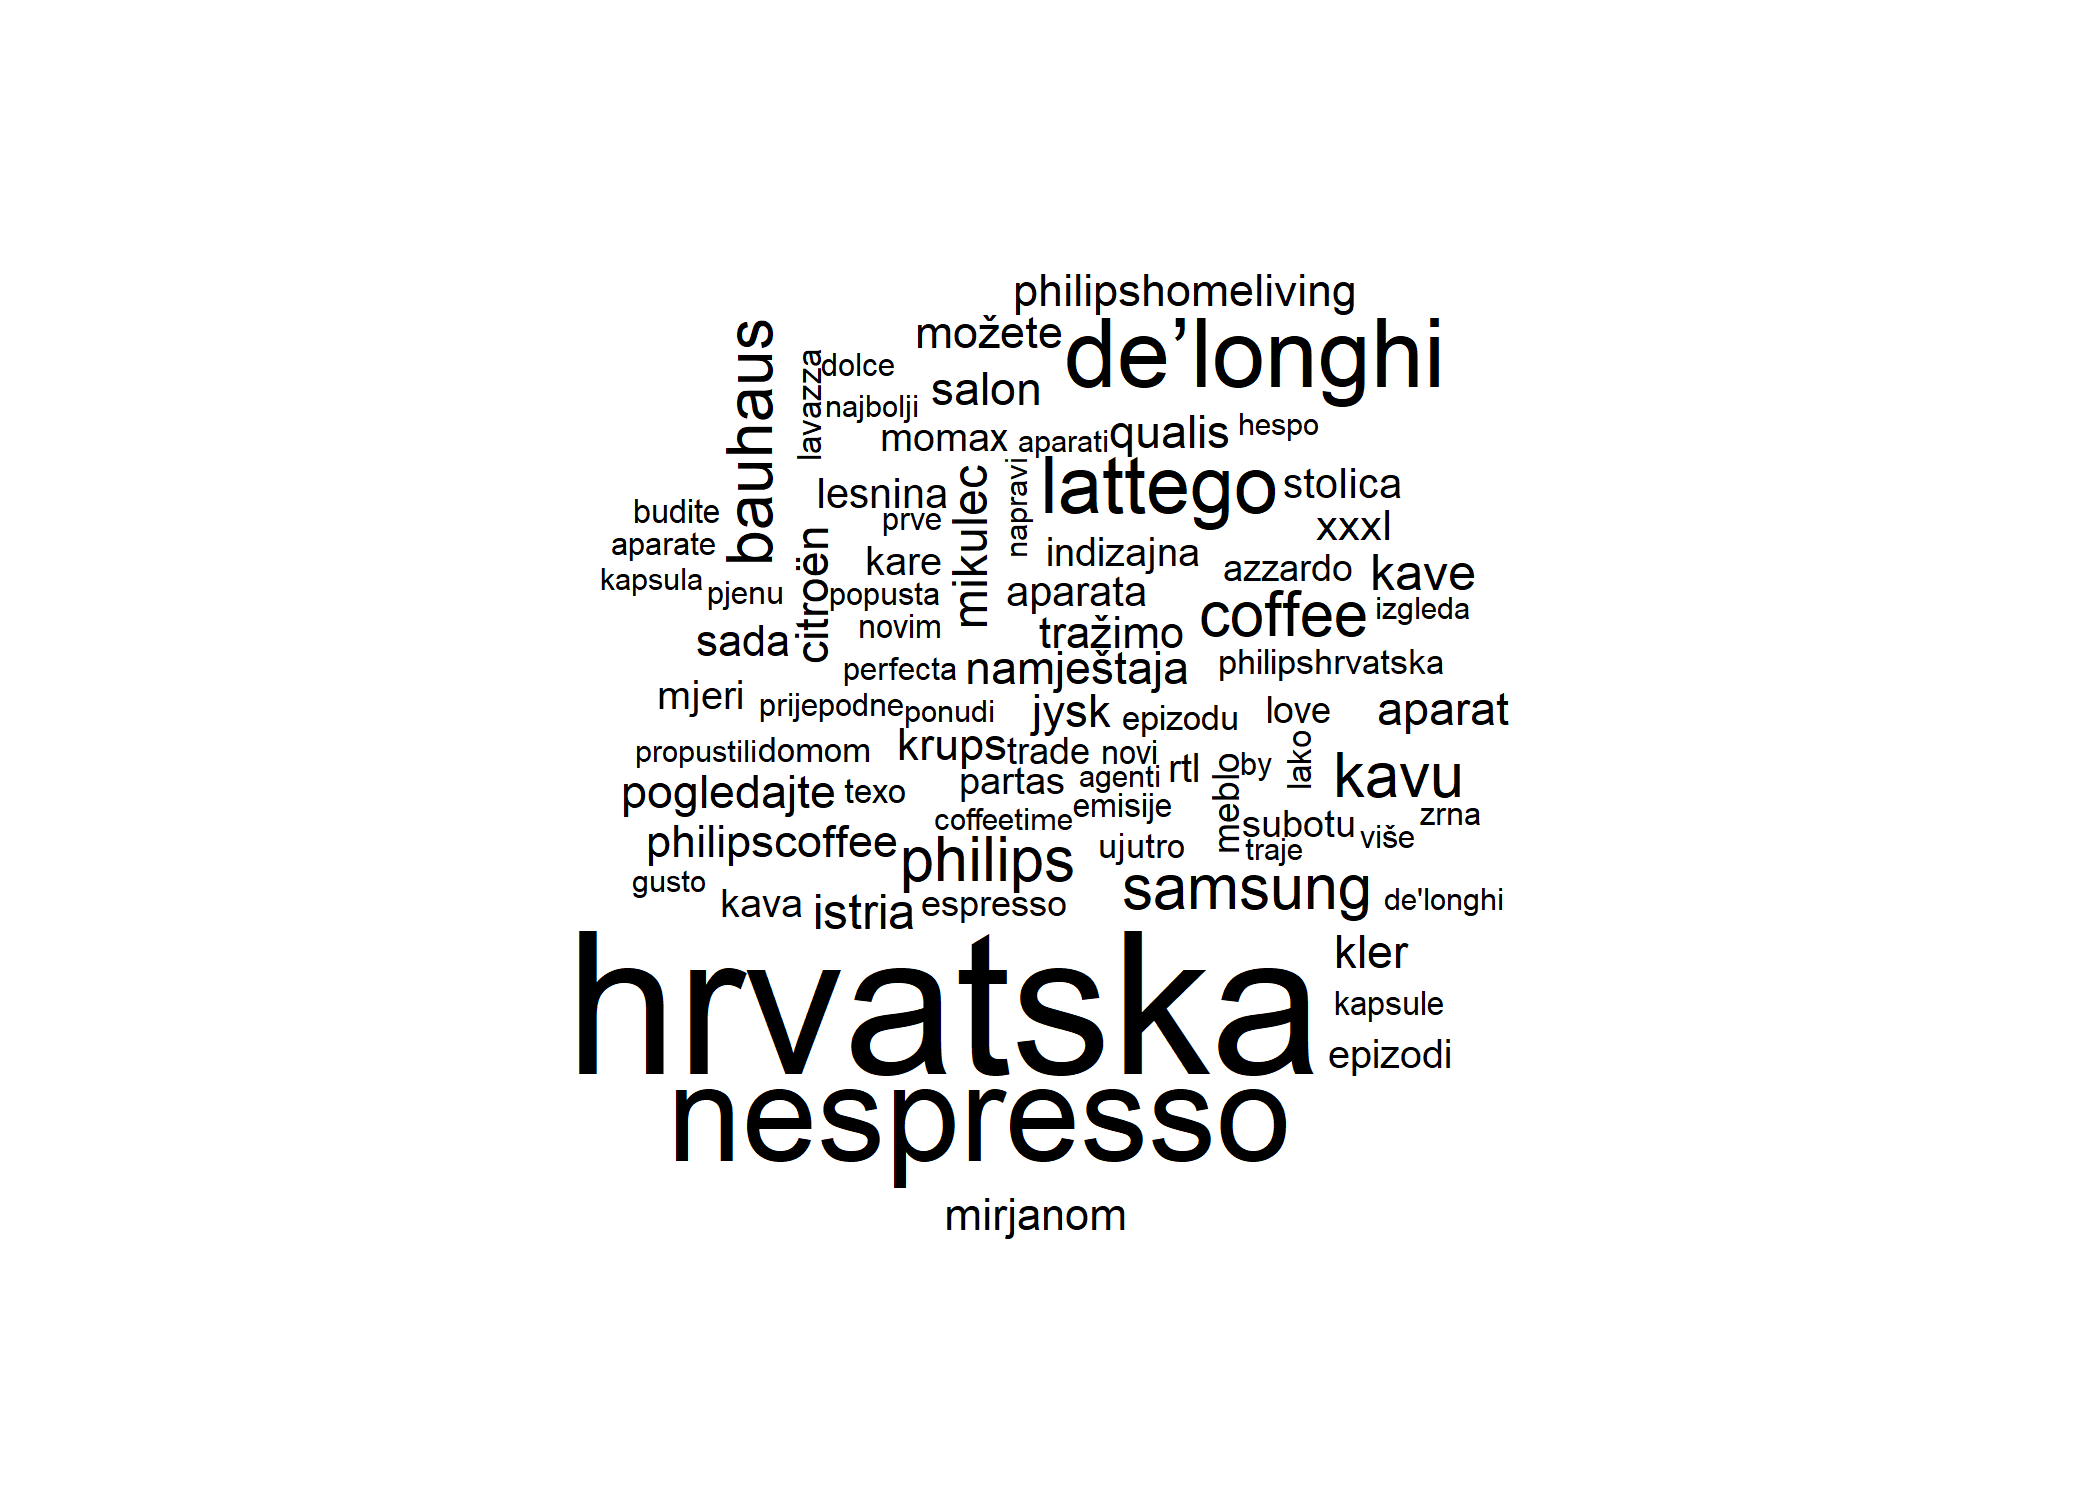 philipshomeliving
možete de’longhi
bauhaus lavazza dolce salon
najbolji
momax aparati qualis hespo
lesnina mikulec napravi lattego stolica
budite prve xxxl
aparate citroën kare indizajna azzardo kave
kapsula pjenu popusta aparata coffee izgleda
sada novim tražimo
perfecta namještaja philipshrvatska
mjeri prijepodne ponudi jysk epizodu love aparat
propustili domom krups trade novi rtl meblo by lako kavu
pogledajte texo partas agenti
coffeetime emisije subotu više zrna
philipscoffee philips ujutro traje
gusto kava istria espresso samsung de'longhi
hrvatska kler
kapsule
epizodi
nespresso
mirjanom